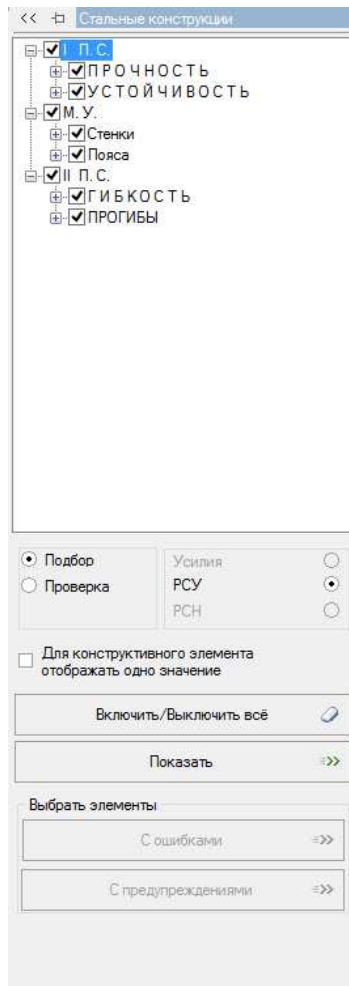 << Стальные конструкции
I П.С.
ПРОЧНОСТЬ
УСТОЙЧИВОСТЬ
М.У.
Стенки
Пояса
II П.С.
ГИБКОСТЬ
ПРОГИБЫ
Подбор Усилия
Проверка РСУ
РСН
Для конструктивного элемента
отображать одно значение
Включить/Выключить всё
Показать
Выбрать элементы
С ошибками
С предупреждениями